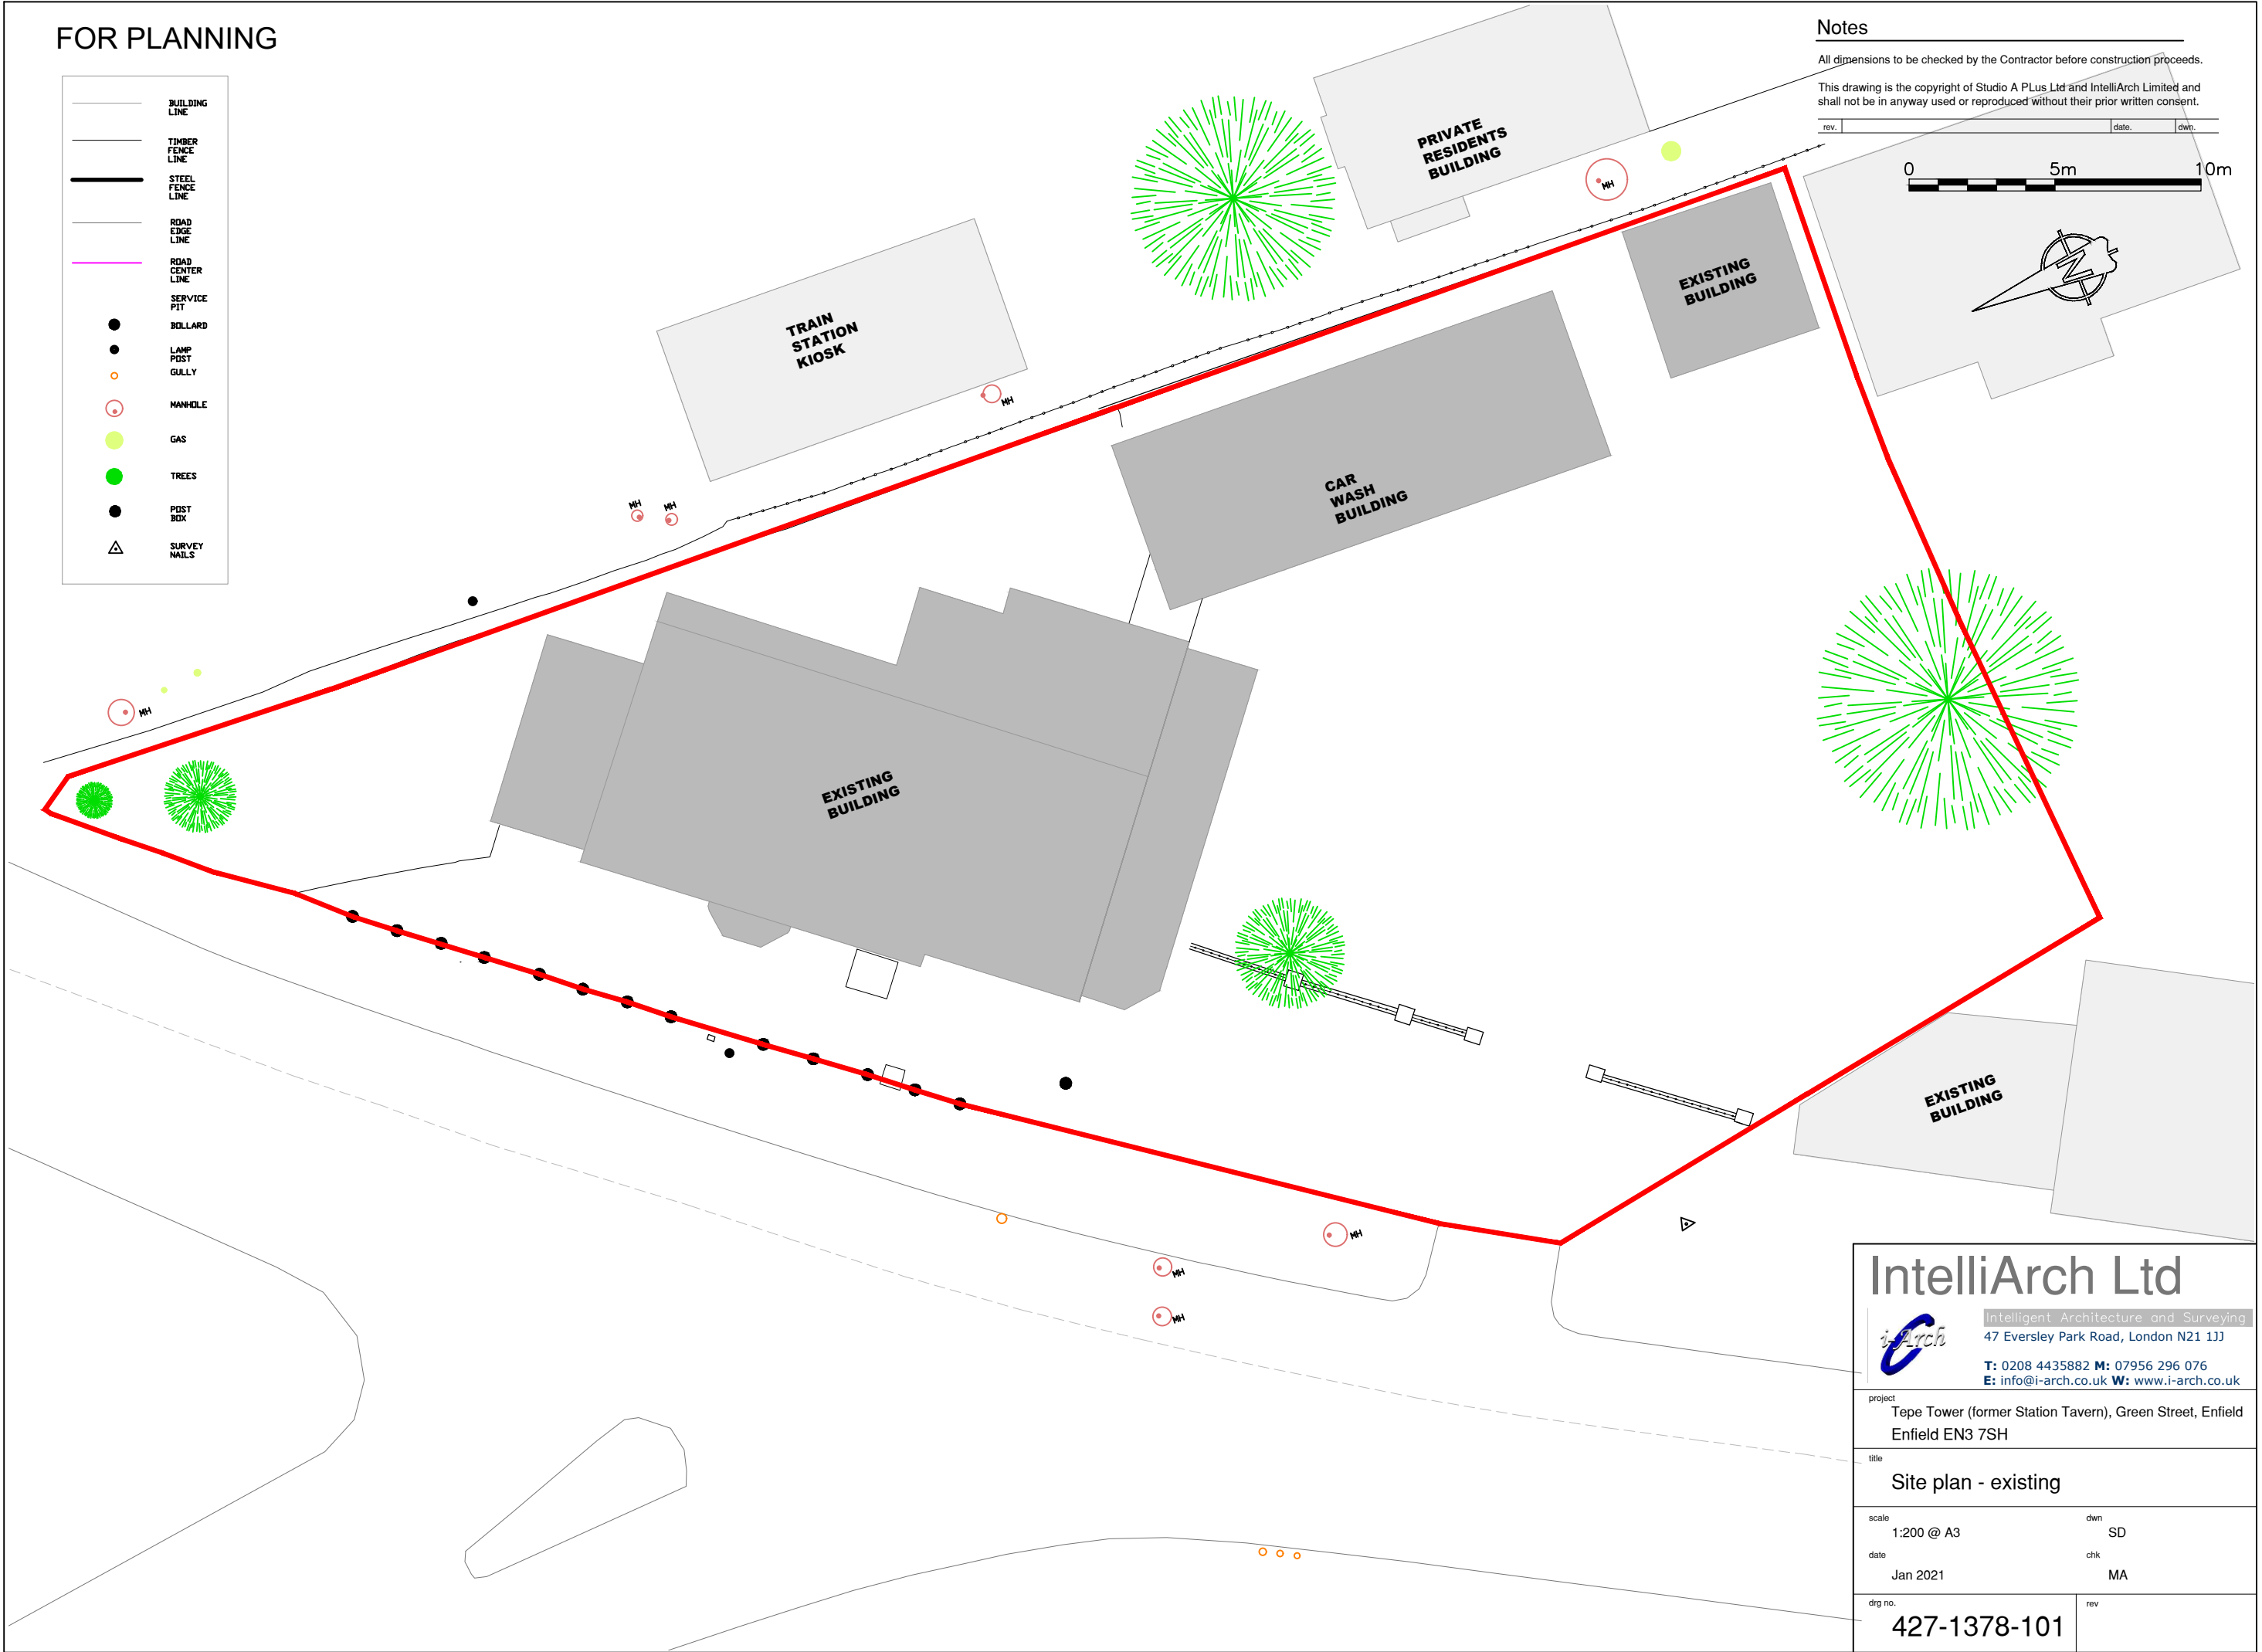 FOR PLANNING
BUILDING
LINE
TIMBER
FENCE
LINE
STEEL
FENCE
LINE
ROAD
EDGE
LINE
ROAD
CENTER
LINE
SERVICE
PIT
BOLLARD
LAMP
POST
GULLY
MANHOLE
GAS
TREES
POST
BOX
SURVEY
NAILS
Notes
All dimensions to be checked by the Contractor before construction proceeds.
This drawing is the copyright of Studio A PLus Ltd and IntelliArch Limited and
shall not be in anyway used or reproduced without their prior written consent.
rev.
date.
dwn.
0
5m
10m
N
PRIVATE
RESIDENTS
BUILDING
MH
EXISTING
BUILDING
TRAIN
STATION
KIOSK
MH
CAR
WASH
BUILDING
MH
MH
MH
EXISTING
BUILDING
EXISTING
BUILDING
MH
MH
MH
IntelliArch Ltd
i-Arch
Intelligent Architecture and Surveying
47 Eversley Park Road, London N21 1JJ
T: 0208 4435882 M: 07956 296 076
E: info@i-arch.co.uk W: www.i-arch.co.uk
project
Tepe Tower (former Station Tavern), Green Street, Enfield
Enfield EN3 7SH
title
Site plan - existing
scale
1:200 @ A3
dwn
SD
date
Jan 2021
chk
MA
drg no.
427-1378-101
rev